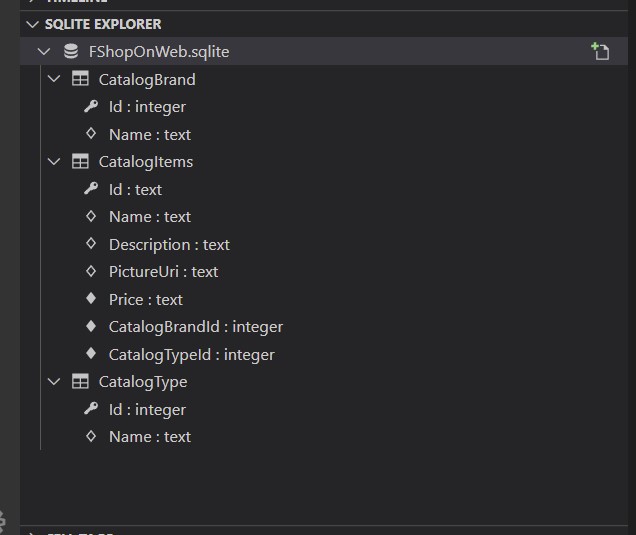 SQLITE EXPLORER
FShopOnWeb.sqlite
CatalogBrand
Id : integer
Name : text
CatalogItems
Id : text
Name : text
Description : text
PictureUri : text
Price : text
CatalogBrandId : integer
CatalogTypeId : integer
CatalogType
Id : integer
Name : text